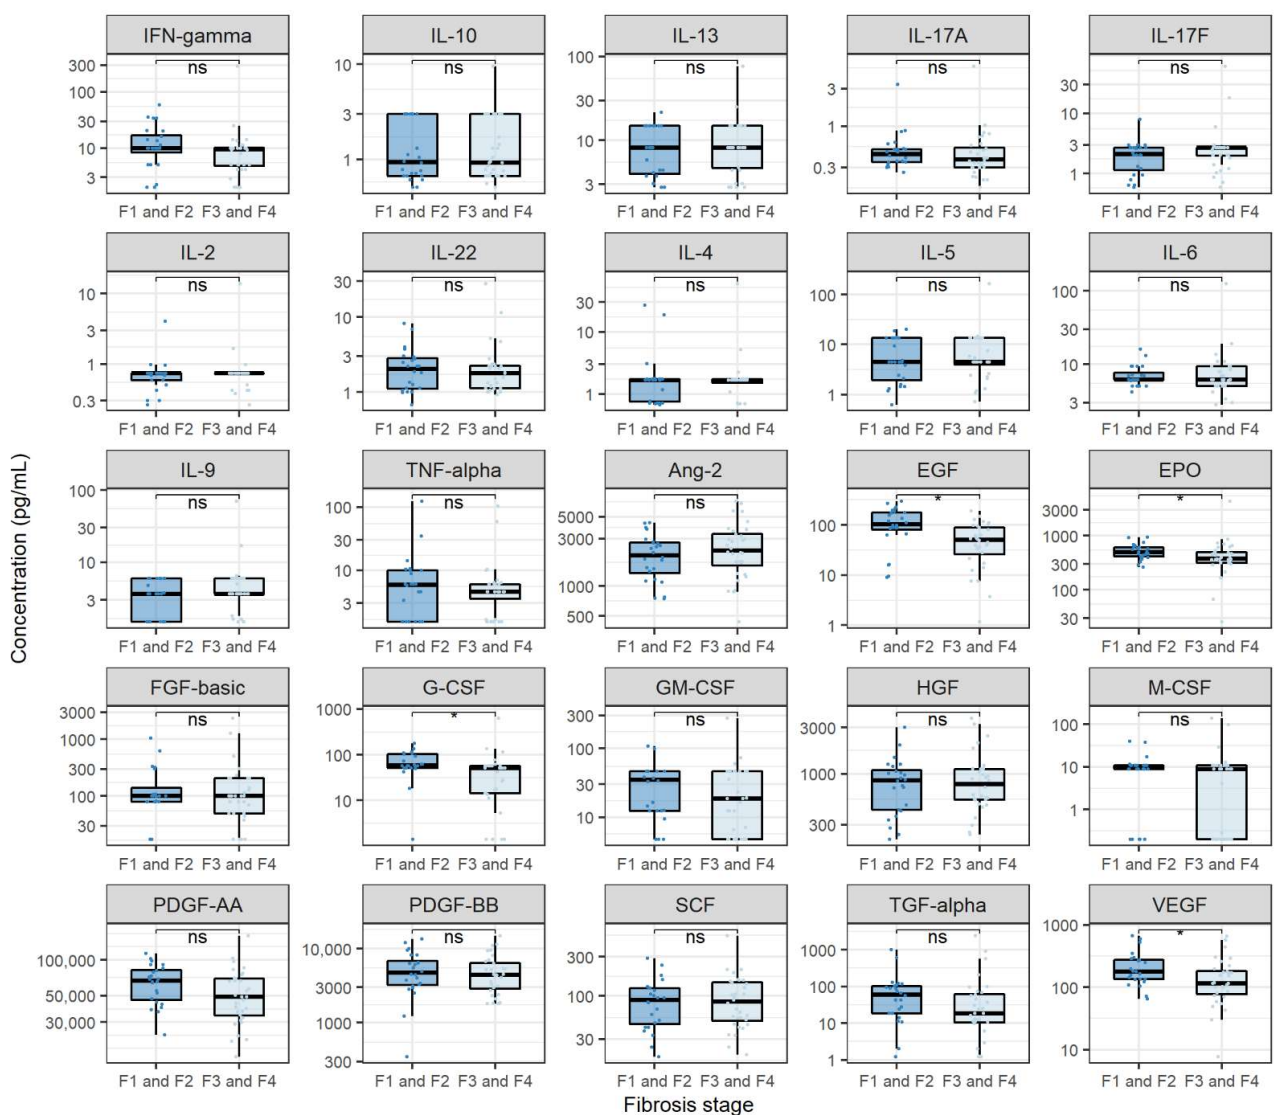 IFN-gamma IL-10 IL-13 IL-17A IL-17F
300 10 100 3 30
100 3 30 1 10
30 1 10 0.3 3
10 3 1
3
ns ns ns ns ns
F1 and F2 F3 and F4 F1 and F2 F3 and F4 F1 and F2 F3 and F4 F1 and F2 F3 and F4 F1 and F2 F3 and F4
IL-2 IL-22 IL-4 IL-5 IL-6
10 30 30 100 100
3 10 10 10 30
1 3 3 1 10
0.3 1 1 3
ns ns ns ns ns
F1 and F2 F3 and F4 F1 and F2 F3 and F4 F1 and F2 F3 and F4 F1 and F2 F3 and F4 F1 and F2 F3 and F4
Concentration (pg/mL)
IL-9 TNF-alpha Ang-2 EGF EPO
100 100 5000 100 3000
30 30 3000 10 1000
10 10 1000 1 300
3 3 500 100
30
ns ns ns * *
F1 and F2 F3 and F4 F1 and F2 F3 and F4 F1 and F2 F3 and F4 F1 and F2 F3 and F4 F1 and F2 F3 and F4
FGF-basic G-CSF GM-CSF HGF M-CSF
3000 1000 300 3000 100
1000 100 100 1000 10
300 10 30 300 1
100 10
30
ns * ns ns ns
F1 and F2 F3 and F4 F1 and F2 F3 and F4 F1 and F2 F3 and F4 F1 and F2 F3 and F4 F1 and F2 F3 and F4
PDGF-AA PDGF-BB SCF TGF-alpha VEGF
100,000 10,000 300 1000 1000
50,000 3000 100 100 100
30,000 1000 30 10 10
300 1
ns ns ns ns *
F1 and F2 F3 and F4 F1 and F2 F3 and F4 F1 and F2 F3 and F4 F1 and F2 F3 and F4 F1 and F2 F3 and F4
Fibrosis stage